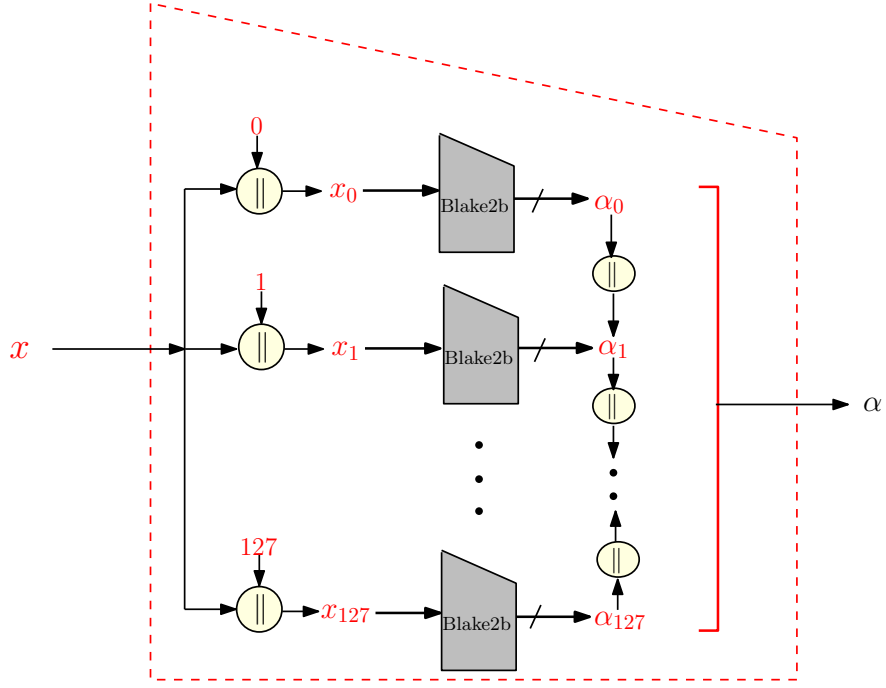 0
|| x₀ Blake2b α₀
||
1
x || x₁ Blake2b α₁
||
α
||
127
|| x₁₂₇ Blake2b α₁₂₇